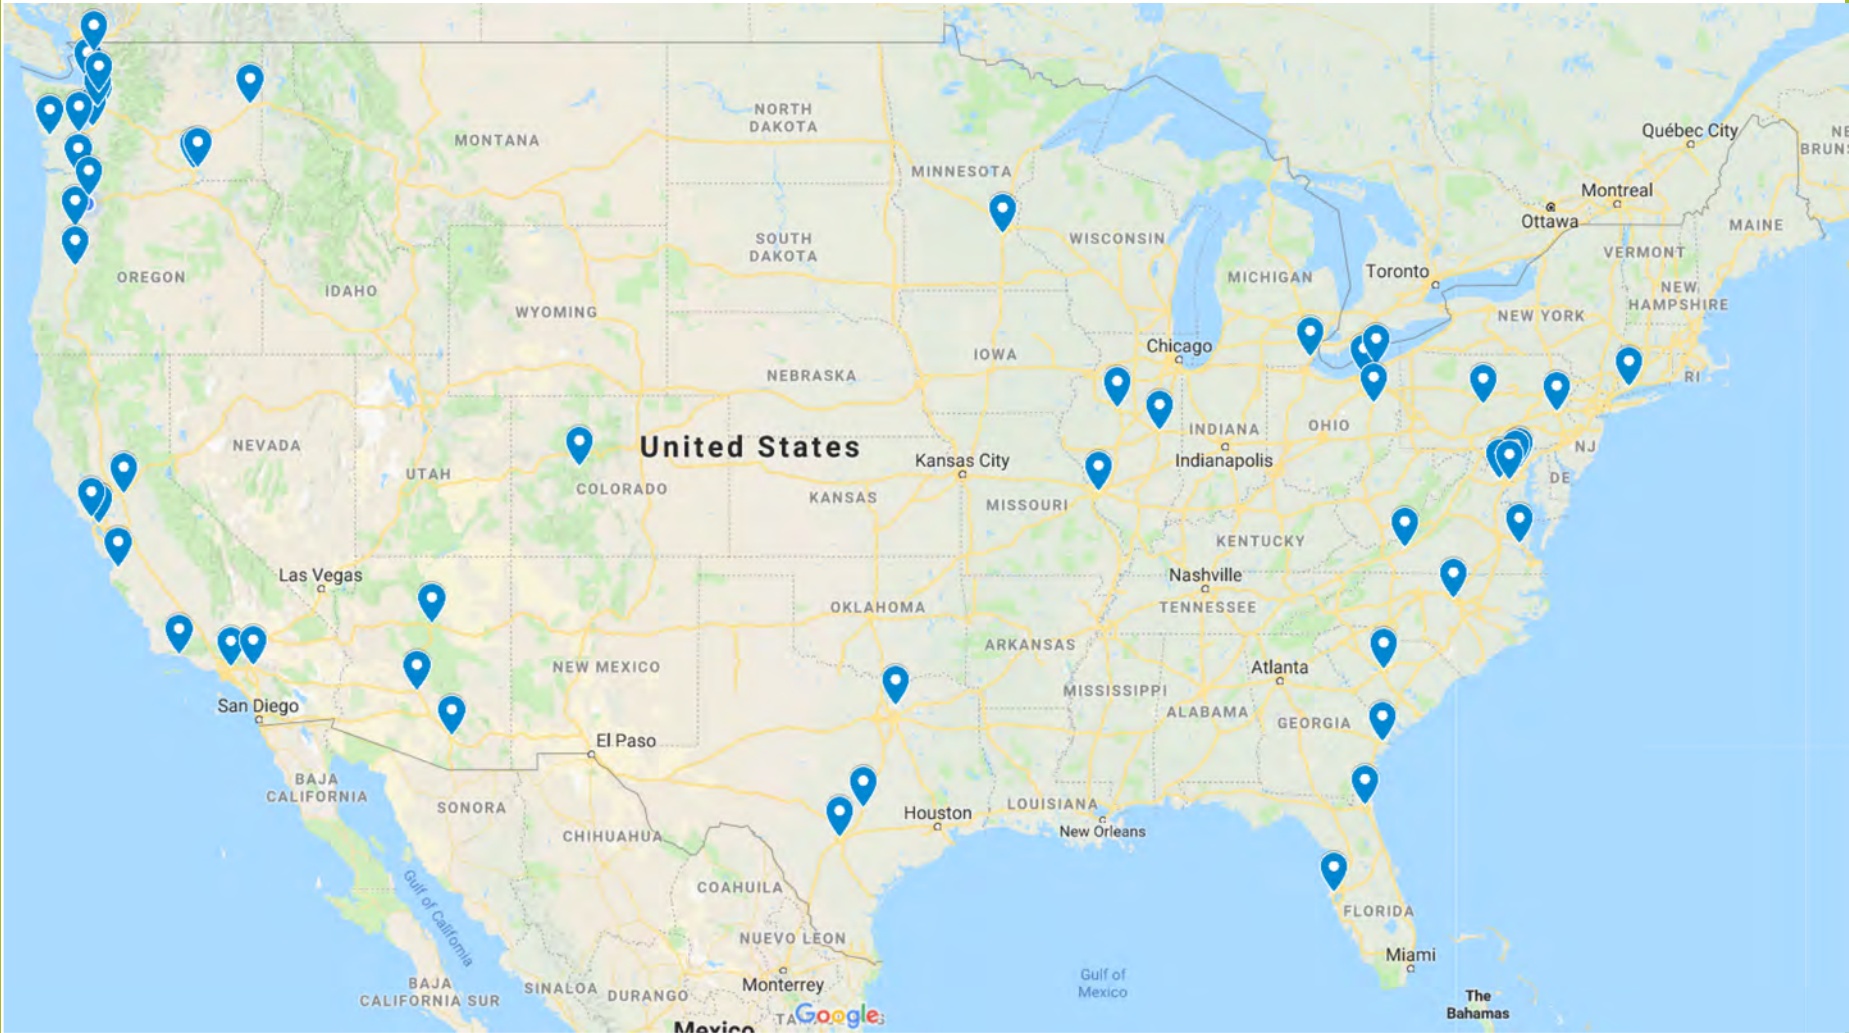 Québec City
NE
BRUNS
NORTH
DAKOTA
MONTANA
MINNESOTA
Montreal
Ottawa
MAINE
WISCONSIN
SOUTH
DAKOTA
VERMONT
Toronto
MICHIGAN
OREGON
IDAHO
NEW
HAMPSHIRE
WYOMING
NEW YORK
Chicago
IOWA
NEBRASKA
RI
INDIANA
OHIO
NEVADA
United States
NJ
Kansas City
Indianapolis
UTAH
COLORADO
KANSAS
MISSOURI
DE
KENTUCKY
Las Vegas
Nashville
OKLAHOMA
TENNESSEE
ARKANSAS
NEW MEXICO
Atlanta
MISSISSIPPI
San Diego
ALABAMA
GEORGIA
El Paso
BAJA
CALIFORNIA
SONORA
LOUISIANA
Houston
New Orleans
CHIHUAHUA
COAHUILA
Gulf of California
FLORIDA
NUEVO LEON
Miami
Gulf of
Mexico
Monterrey
BAJA
CALIFORNIA SUR
SINALOA
DURANGO
The
Bahamas
TA
Google
Mexico